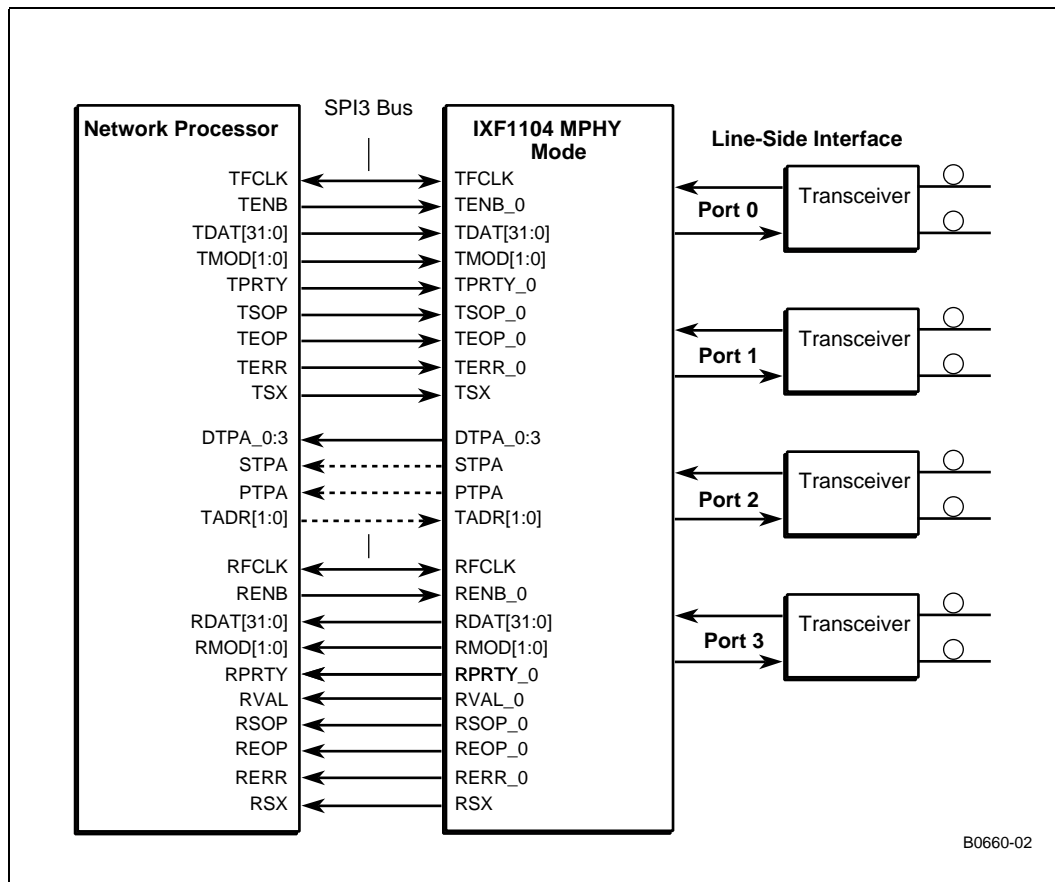 SPI3 Bus
Network Processor
IXF1104 MPHY
Mode
Line-Side Interface
TFCLK TFCLK
TENB TENB_0
TDAT[31:0] TDAT[31:0]
TMOD[1:0] TMOD[1:0]
TPRTY TPRTY_0
TSOP TSOP_0
TEOP TEOP_0
TERR TERR_0
TSX TSX
DTPA_0:3 DTPA_0:3
STPA STPA
PTPA PTPA
TADR[1:0] TADR[1:0]
RFCLK RFCLK
RENB RENB_0
RDAT[31:0] RDAT[31:0]
RMOD[1:0] RMOD[1:0]
RPRTY RPRTY_0
RVAL RVAL_0
RSOP RSOP_0
REOP REOP_0
RERR RERR_0
RSX RSX
Port 0
Transceiver
Port 1
Transceiver
Port 2
Transceiver
Port 3
Transceiver
B0660-02